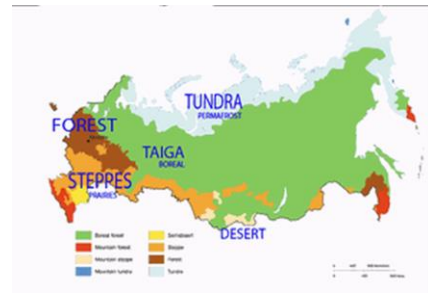 TUNDRA
PERMAFROST
FOREST
TAIGA
BOREAL
STEPPES
PRAIRIES
DESERT
Boreal forest
Semidesert
Mountain forest
Steppe
Mountain steppe
Forest
Mountain tundra
Tundra